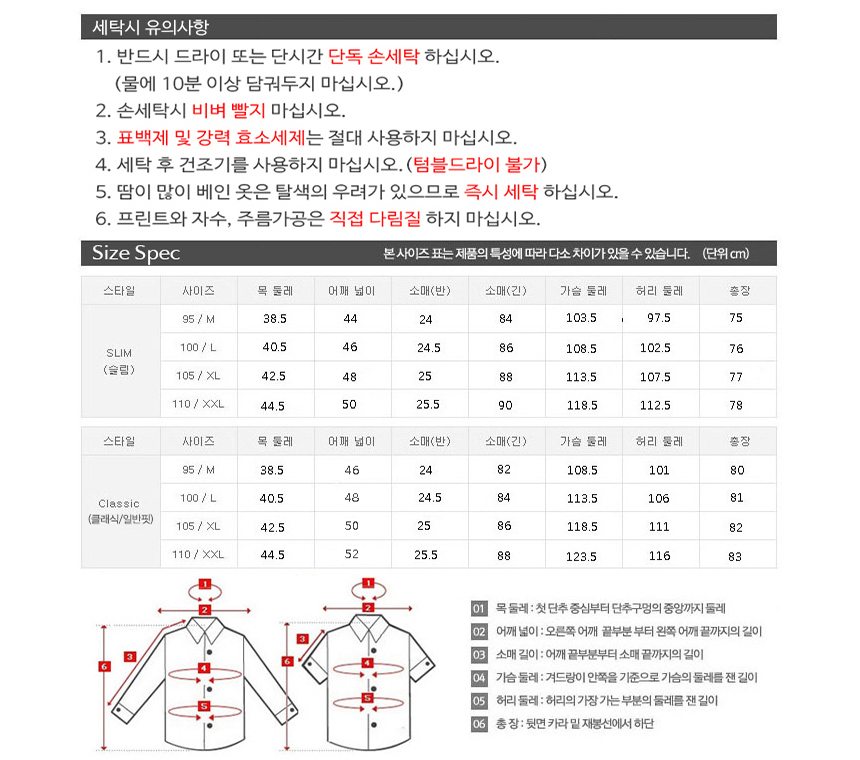 세탁시 유의사항
1. 반드시 드라이 또는 단시간 단독 손세탁 하십시오.
(물에 10분 이상 담궈두지 마십시오.)
2. 손세탁시 비벼 빨지 마십시오.
3. 표백제 및 강력 효소세제는 절대 사용하지 마십시오.
4. 세탁 후 건조기를 사용하지 마십시오.(텀블드라이 불가)
5. 땀이 많이 베인 옷은 탈색의 우려가 있으므로 즉시 세탁 하십시오.
6. 프린트와 자수, 주름가공은 직접 다림질 하지 마십시오.
Size Spec 본 사이즈 표는 제품의 특성에 따라 다소 차이가 있을 수 있습니다. (단위 cm)
스타일 사이즈 목 둘레 어깨 넓이 소매(반) 소매(긴) 가슴 둘레 허리 둘레 총장
95 / M 38.5 44 24 84 103.5 97.5 75
100 / L 40.5 46 24.5 86 108.5 102.5 76
SLIM
(슬림)
105 / XL 42.5 48 25 88 113.5 107.5 77
110 / XXL 44.5 50 25.5 90 118.5 112.5 78
스타일 사이즈 목 둘레 어깨 넓이 소매(반) 소매(긴) 가슴 둘레 허리 둘레 총장
95 / M 38.5 46 24 82 108.5 101 80
100 / L 40.5 48 24.5 84 113.5 106 81
Classic
(클래식/일반핏)
105 / XL 42.5 50 25 86 118.5 111 82
110 / XXL 44.5 52 25.5 88 123.5 116 83
1
2
3
4
5
6
1
2
3
4
5
6
01 목 둘레 : 첫 단추 중심부터 단추구멍의 중앙까지 둘레
02 어깨 넓이 : 오른쪽 어깨 끝부분 부터 왼쪽 어깨 끝까지의 길이
03 소매 길이 : 어깨 끝부분부터 소매 끝까지의 길이
04 가슴 둘레 : 겨드랑이 안쪽을 기준으로 가슴의 둘레를 잰 길이
05 허리 둘레 : 허리의 가장 가는 부분의 둘레를 잰 길이
06 총 장 : 뒷면 카라 밑 재봉선에서 하단